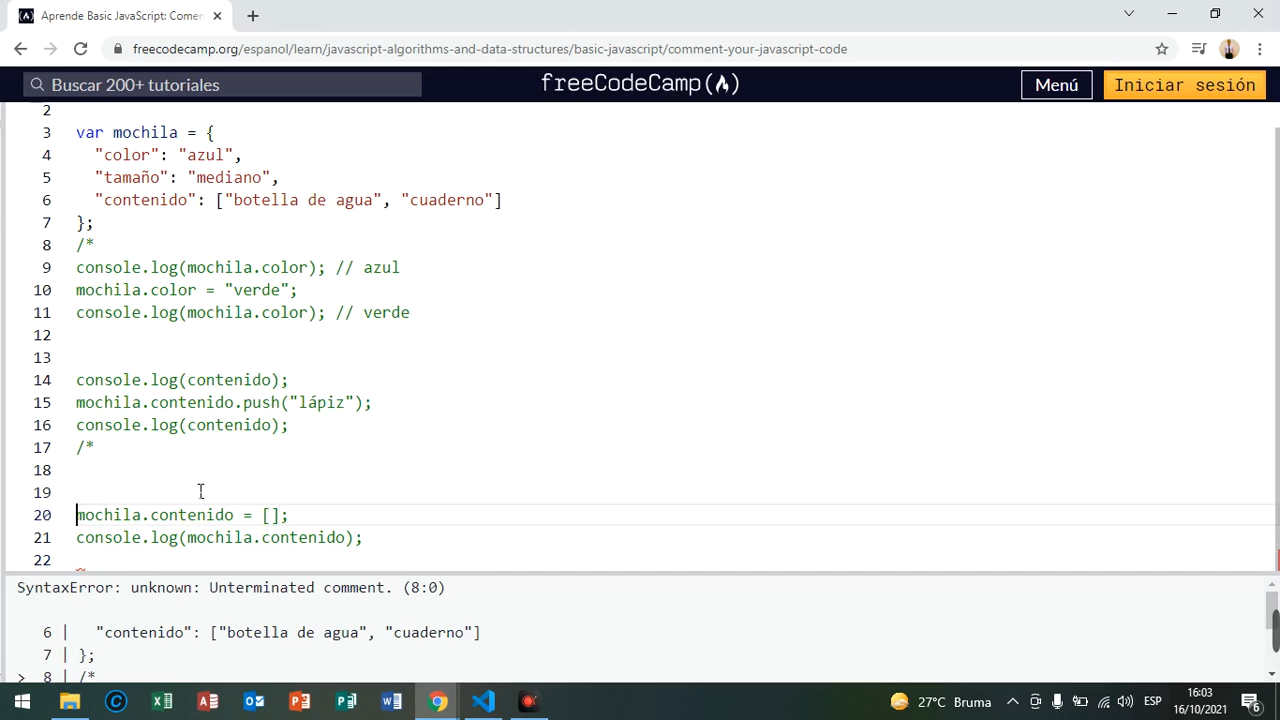 Aprende Basic JavaScript: Comen
freecodecamp.org/espanol/learn/javascript-algorithms-and-data-structures/basic-javascript/comment-your-javascript-code
Buscar 200+ tutoriales
freeCodeCamp
Menú
Iniciar sesión
2
3 var mochila = {
4 "color": "azul",
5 "tamaño": "mediano",
6 "contenido": ["botella de agua", "cuaderno"]
7 };
8 /*
9 console.log(mochila.color); // azul
10 mochila.color = "verde";
11 console.log(mochila.color); // verde
12
13
14 console.log(contenido);
15 mochila.contenido.push("lápiz");
16 console.log(contenido);
17 /*
18
19
20 mochila.contenido = [];
21 console.log(mochila.contenido);
22
SyntaxError: unknown: Unterminated comment. (8:0)
6 | "contenido": ["botella de agua", "cuaderno"]
7 | };
> 8 | /*
27°C Bruma
ESP
16:03
16/10/2021
6